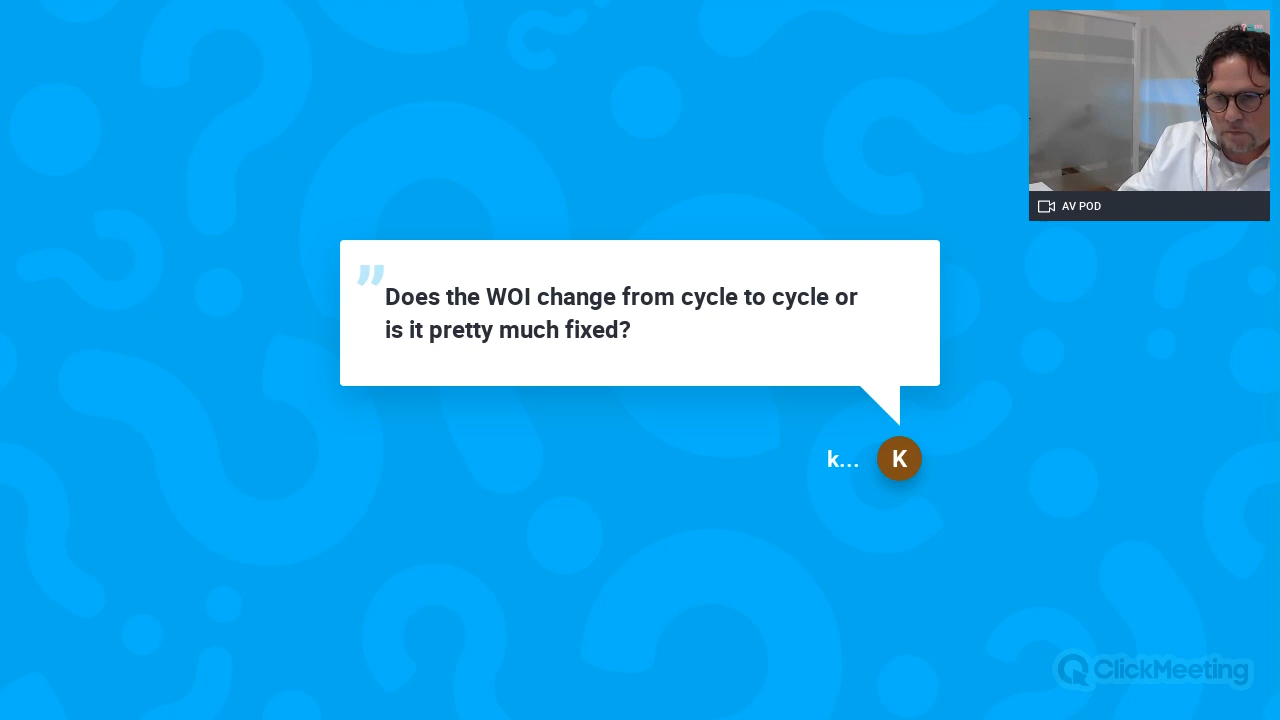 AV POD
"
Does the WOI change from cycle to cycle or
is it pretty much fixed?
k...
K
ClickMeeting